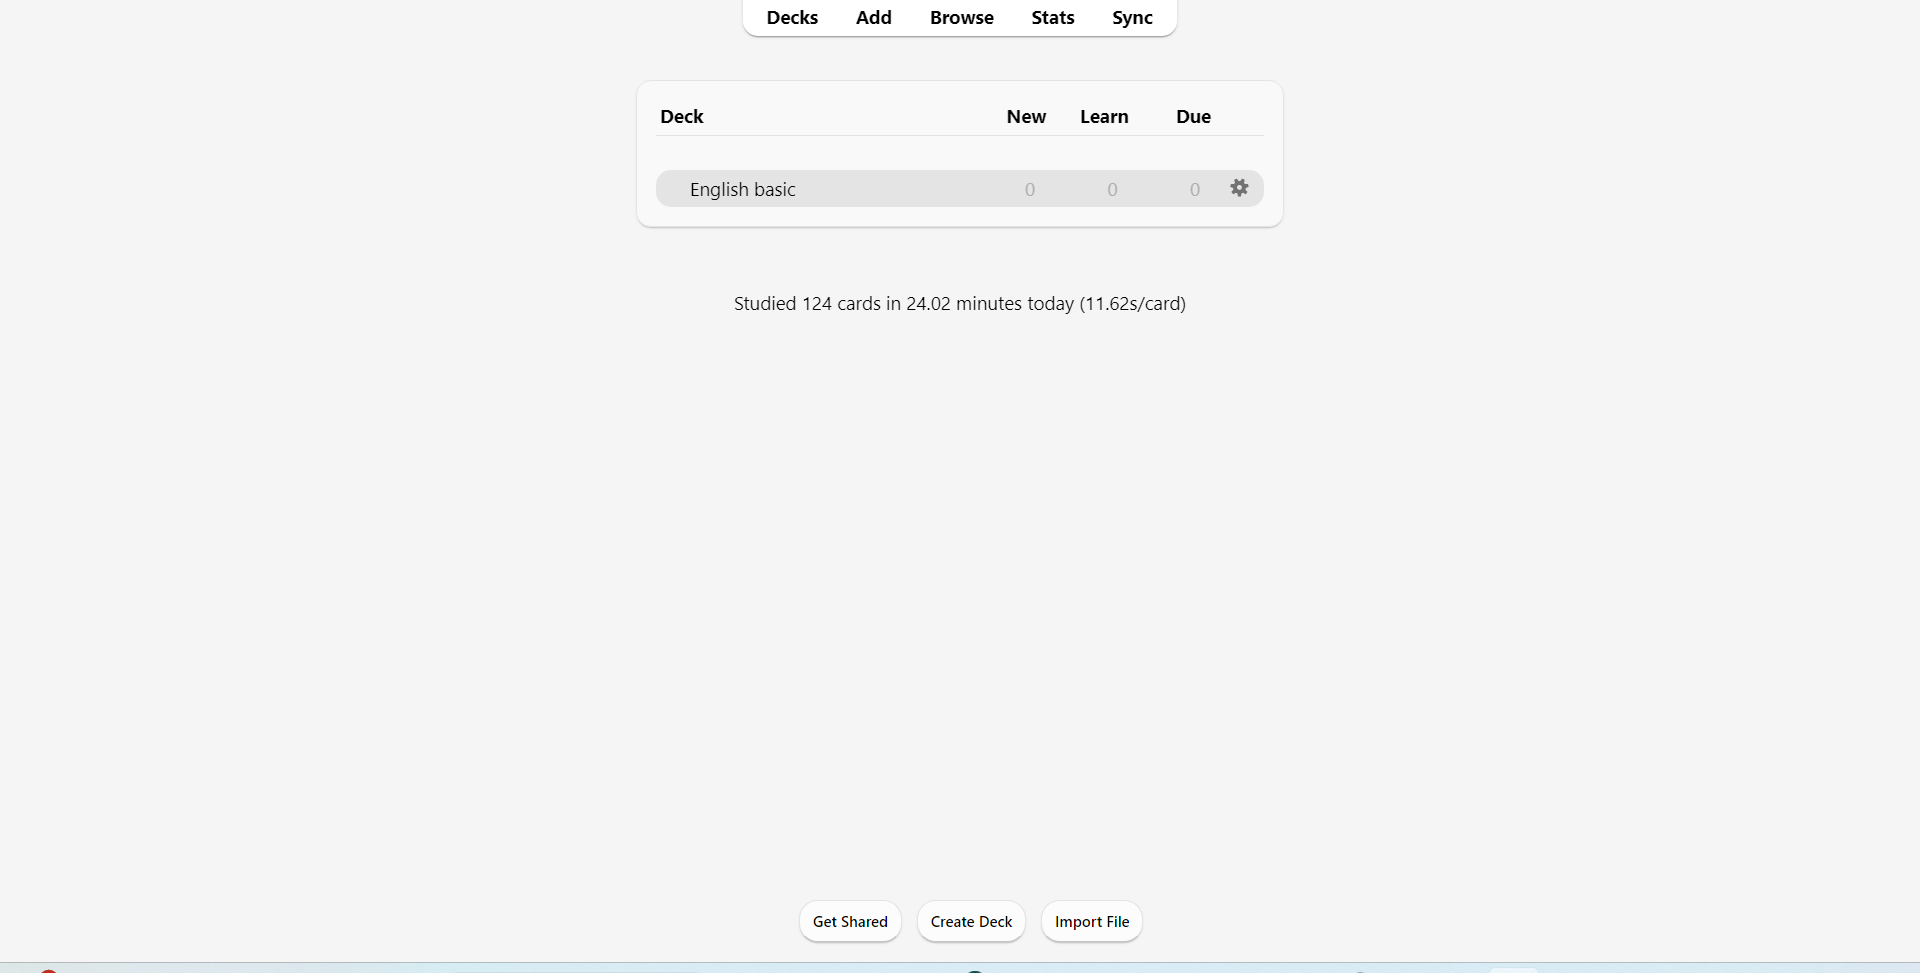 Decks Add Browse Stats Sync
Deck New Learn Due
English basic 0 0 0
Studied 124 cards in 24.02 minutes today (11.62s/card)
Get Shared Create Deck Import File